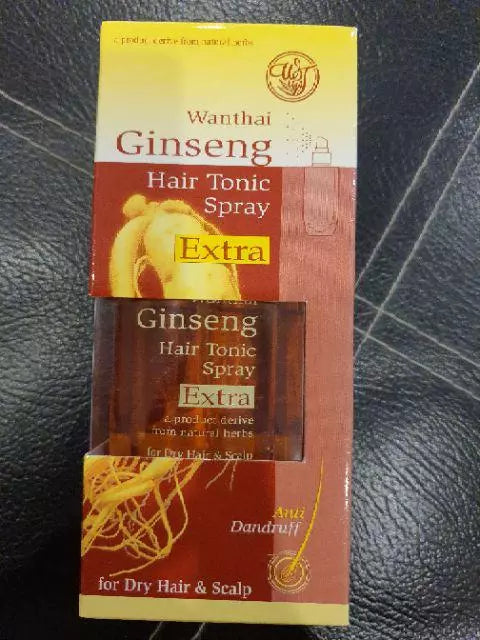 a product derive from natural herbs
Wanthai
Ginseng
Hair Tonic
Spray
Extra
Wanthai
Ginseng
Hair Tonic
Spray
Extra
a product derive
from natural herbs
for Dry Hair & Scalp
Anti
Dandruff
for Dry Hair & Scalp